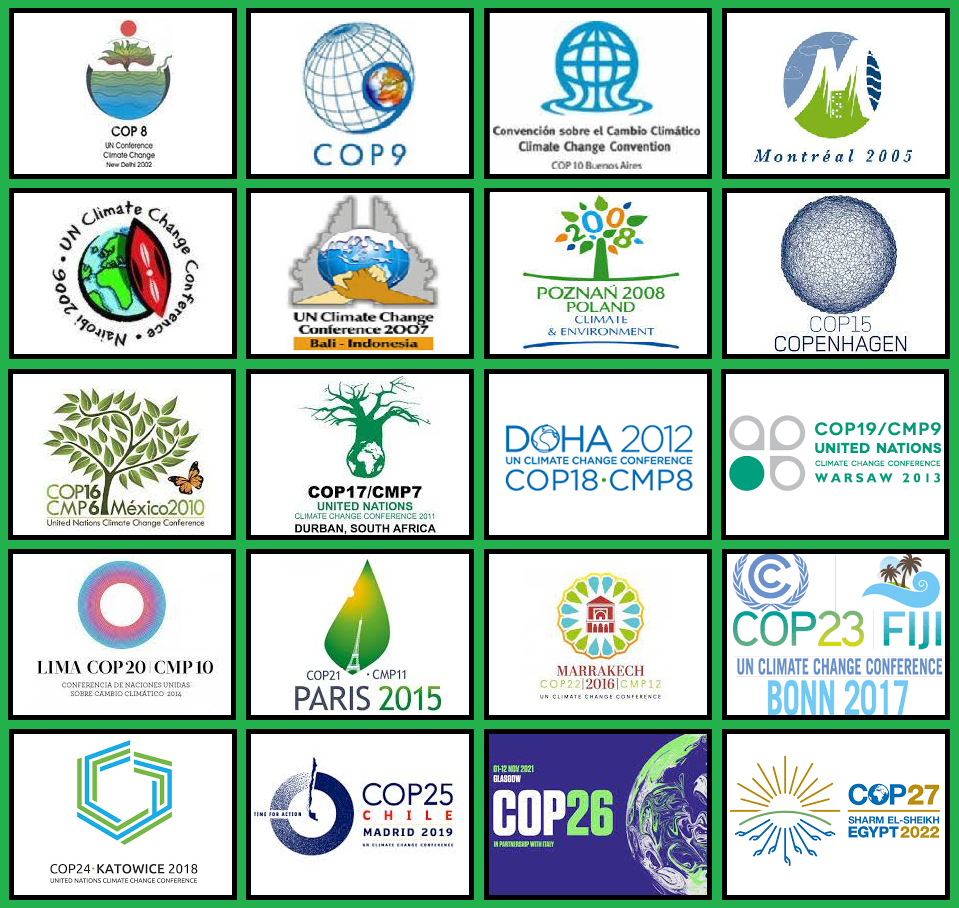 COP 8
UN Conference
Climate Change
New Delhi 2002
COP9
Convención sobre el Cambio Climático
Climate Change Convention
COP 10 Buenos Aires
Montréal 2005
UN Climate Change Conference • Nairobi 2006 •
UN Climate Change
Conference 2007
Bali - Indonesia
2008
POZNAŃ 2008
POLAND
CLIMATE
& ENVIRONMENT
COP15
COPENHAGEN
COP16
CMP6 México2010
United Nations Climate Change Conference
COP17/CMP7
UNITED NATIONS
CLIMATE CHANGE CONFERENCE 2011
DURBAN, SOUTH AFRICA
DOHA 2012
UN CLIMATE CHANGE CONFERENCE
COP18·CMP8
COP19/CMP9
UNITED NATIONS
CLIMATE CHANGE CONFERENCE
WARSAW 2013
LIMA COP20|CMP10
CONFERENCIA DE NACIONES UNIDAS
SOBRE CAMBIO CLIMÁTICO 2014
COP21 · CMP11
PARIS 2015
MARRAKECH
COP22|2016|CMP12
UN CLIMATE CHANGE CONFERENCE
COP23 FIJI
UN CLIMATE CHANGE CONFERENCE
BONN 2017
COP24·KATOWICE 2018
UNITED NATIONS CLIMATE CHANGE CONFERENCE
TIME FOR ACTION
COP25
CHILE
MADRID 2019
UN CLIMATE CHANGE CONFERENCE
01-12 NOV 2021
GLASGOW
COP26
IN PARTNERSHIP WITH ITALY
COP27
SHARM EL-SHEIKH
EGYPT2022